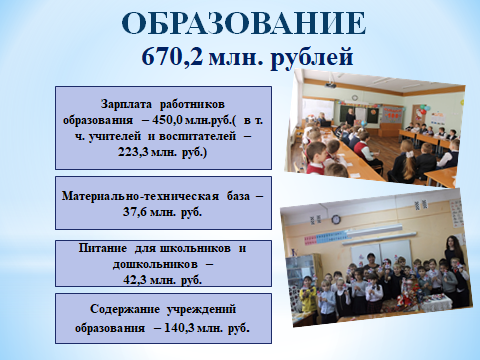 ОБРАЗОВАНИЕ
670,2 млн. рублей
Зарплата работников
образования – 450,0 млн.руб.( в т.
ч. учителей и воспитателей –
223,3 млн. руб.)
Материально-техническая база –
37,6 млн. руб.
Питание для школьников и
дошкольников –
42,3 млн. руб.
Содержание учреждений
образования – 140,3 млн. руб.